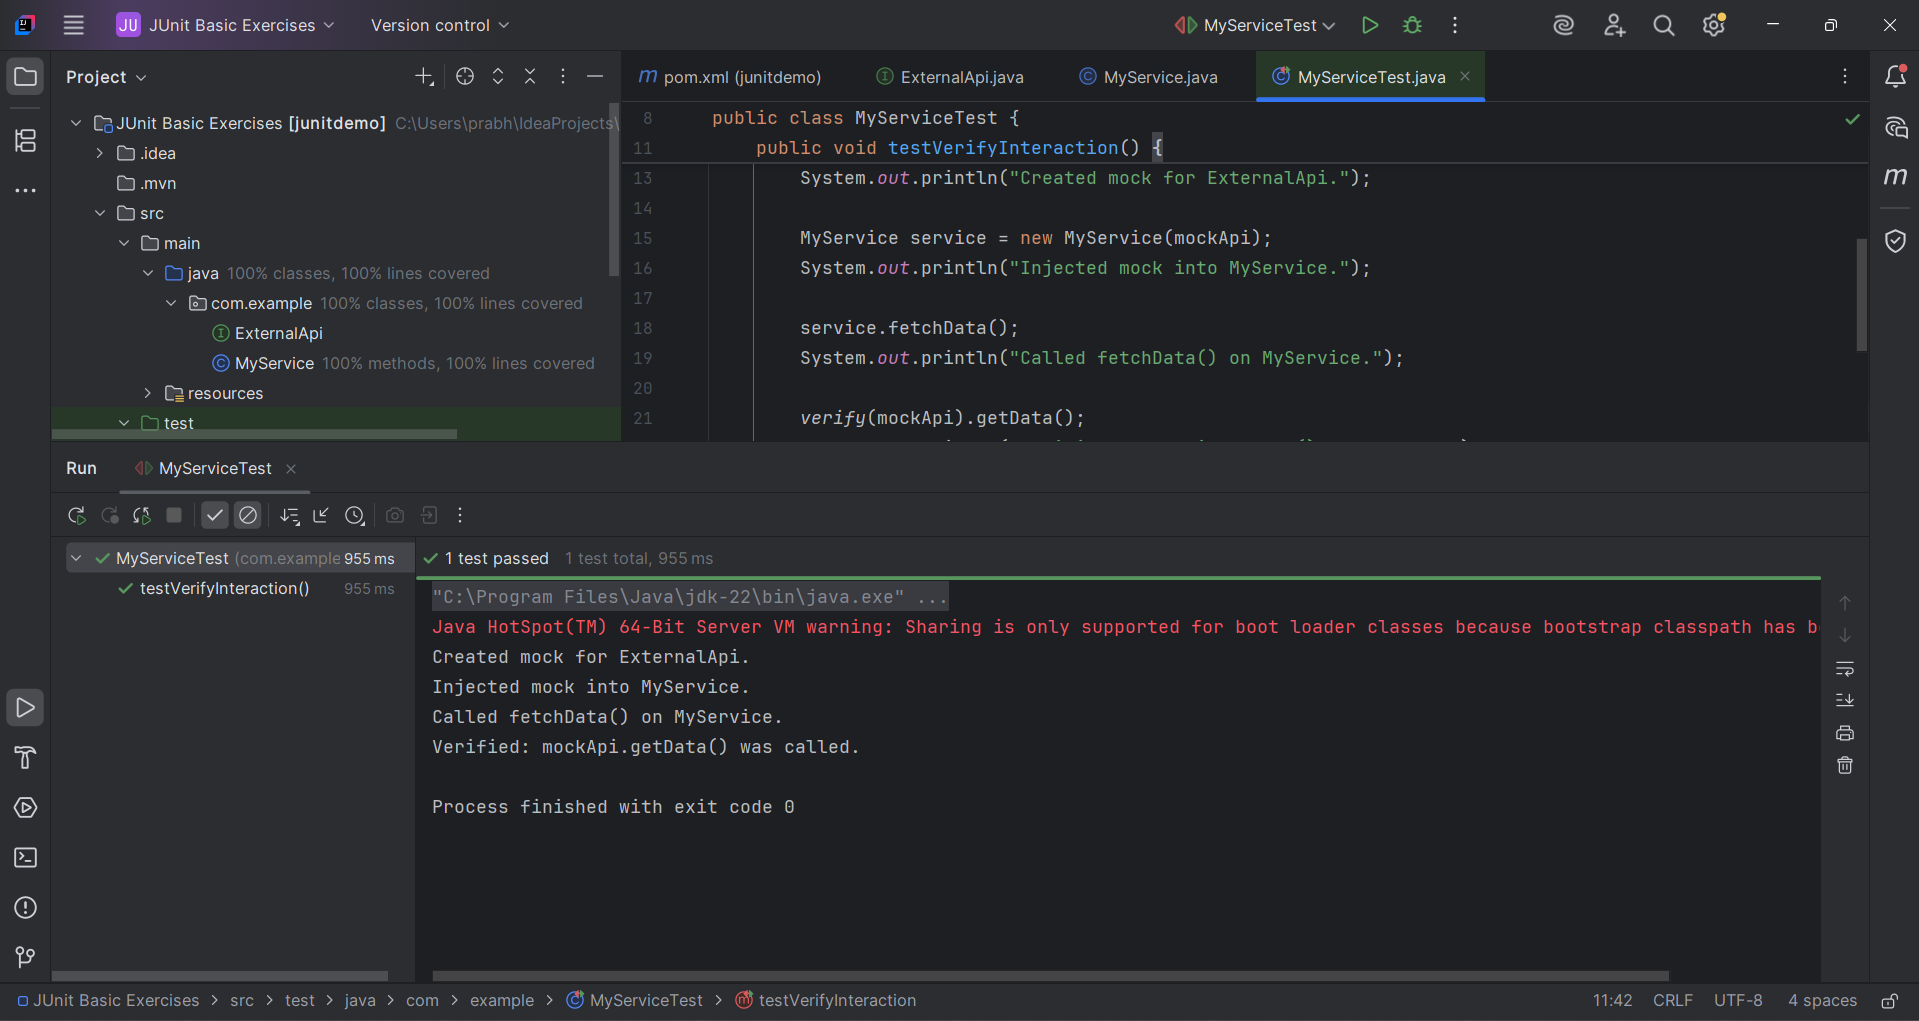 JU JUnit Basic Exercises Version control MyServiceTest
Project
JUnit Basic Exercises [junitdemo] C:\Users\prabh\IdeaProjects\
.idea
.mvn
src
main
java 100% classes, 100% lines covered
com.example 100% classes, 100% lines covered
ExternalApi
MyService 100% methods, 100% lines covered
resources
test
pom.xml (junitdemo) ExternalApi.java MyService.java MyServiceTest.java
8 public class MyServiceTest {
11 public void testVerifyInteraction() {
13 System.out.println("Created mock for ExternalApi.");
14
15 MyService service = new MyService(mockApi);
16 System.out.println("Injected mock into MyService.");
17
18 service.fetchData();
19 System.out.println("Called fetchData() on MyService.");
20
21 verify(mockApi).getData();
Run MyServiceTest
MyServiceTest (com.example 955 ms
testVerifyInteraction() 955 ms
1 test passed 1 test total, 955 ms
"C:\Program Files\Java\jdk-22\bin\java.exe" ...
Java HotSpot(TM) 64-Bit Server VM warning: Sharing is only supported for boot loader classes because bootstrap classpath has b
Created mock for ExternalApi.
Injected mock into MyService.
Called fetchData() on MyService.
Verified: mockApi.getData() was called.
Process finished with exit code 0
JUnit Basic Exercises > src > test > java > com > example > MyServiceTest > testVerifyInteraction
11:42 CRLF UTF-8 4 spaces